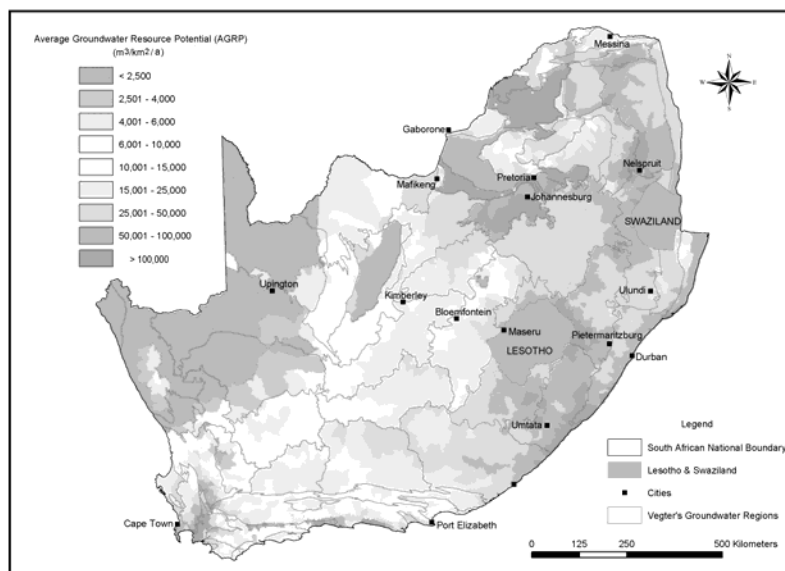 Average Groundwater Resource Potential (AGRP)
(m³/km²/a)
< 2,500
2,501 - 4,000
4,001 - 6,000
6,001 - 10,000
10,001 - 15,000
15,001 - 25,000
25,001 - 50,000
50,001 - 100,000
> 100,000
Messina
N
W
E
S
Gaborone
Mafikeng
Pretoria
Nelspruit
Johannesburg
SWAZILAND
Upington
Kimberley
Ulundi
Bloemfontein
Maseru
Pietermaritzburg
LESOTHO
Durban
Umtata
Cape Town
Port Elizabeth
Legend
South African National Boundary
Lesotho & Swaziland
Cities
Vegter's Groundwater Regions
0 125 250 500 Kilometers